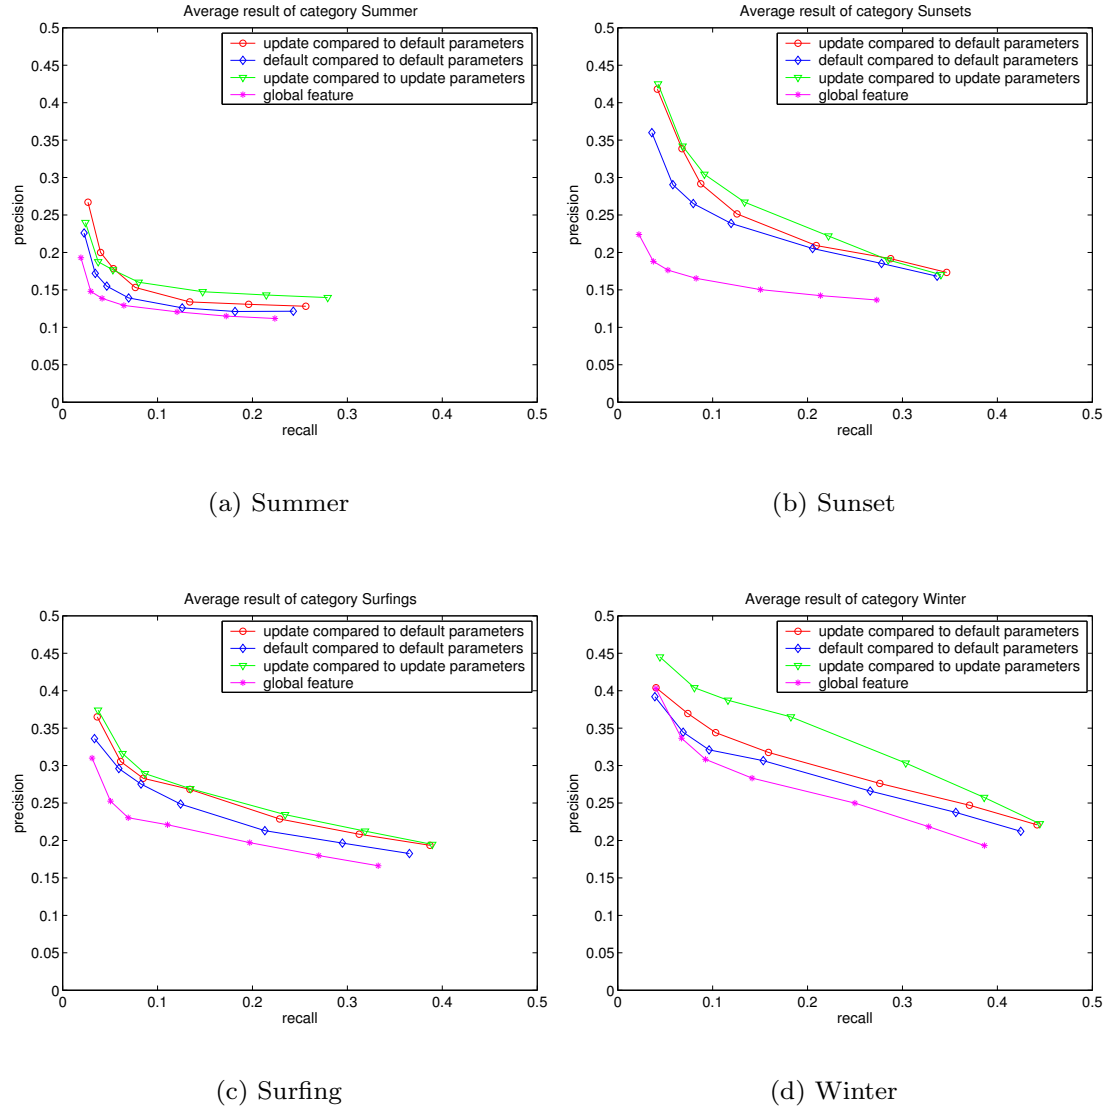 Average result of category Summer
0.5
0.45
0.4
0.35
0.3
0.25
0.2
0.15
0.1
0.05
0
precision
update compared to default parameters
default compared to default parameters
update compared to update parameters
global feature
0 0.1 0.2 0.3 0.4 0.5
recall
(a) Summer
Average result of category Sunsets
0.5
0.45
0.4
0.35
0.3
0.25
0.2
0.15
0.1
0.05
0
precision
update compared to default parameters
default compared to default parameters
update compared to update parameters
global feature
0 0.1 0.2 0.3 0.4 0.5
recall
(b) Sunset
Average result of category Surfings
0.5
0.45
0.4
0.35
0.3
0.25
0.2
0.15
0.1
0.05
0
precision
update compared to default parameters
default compared to default parameters
update compared to update parameters
global feature
0 0.1 0.2 0.3 0.4 0.5
recall
(c) Surfing
Average result of category Winter
0.5
0.45
0.4
0.35
0.3
0.25
0.2
0.15
0.1
0.05
0
precision
update compared to default parameters
default compared to default parameters
update compared to update parameters
global feature
0 0.1 0.2 0.3 0.4 0.5
recall
(d) Winter